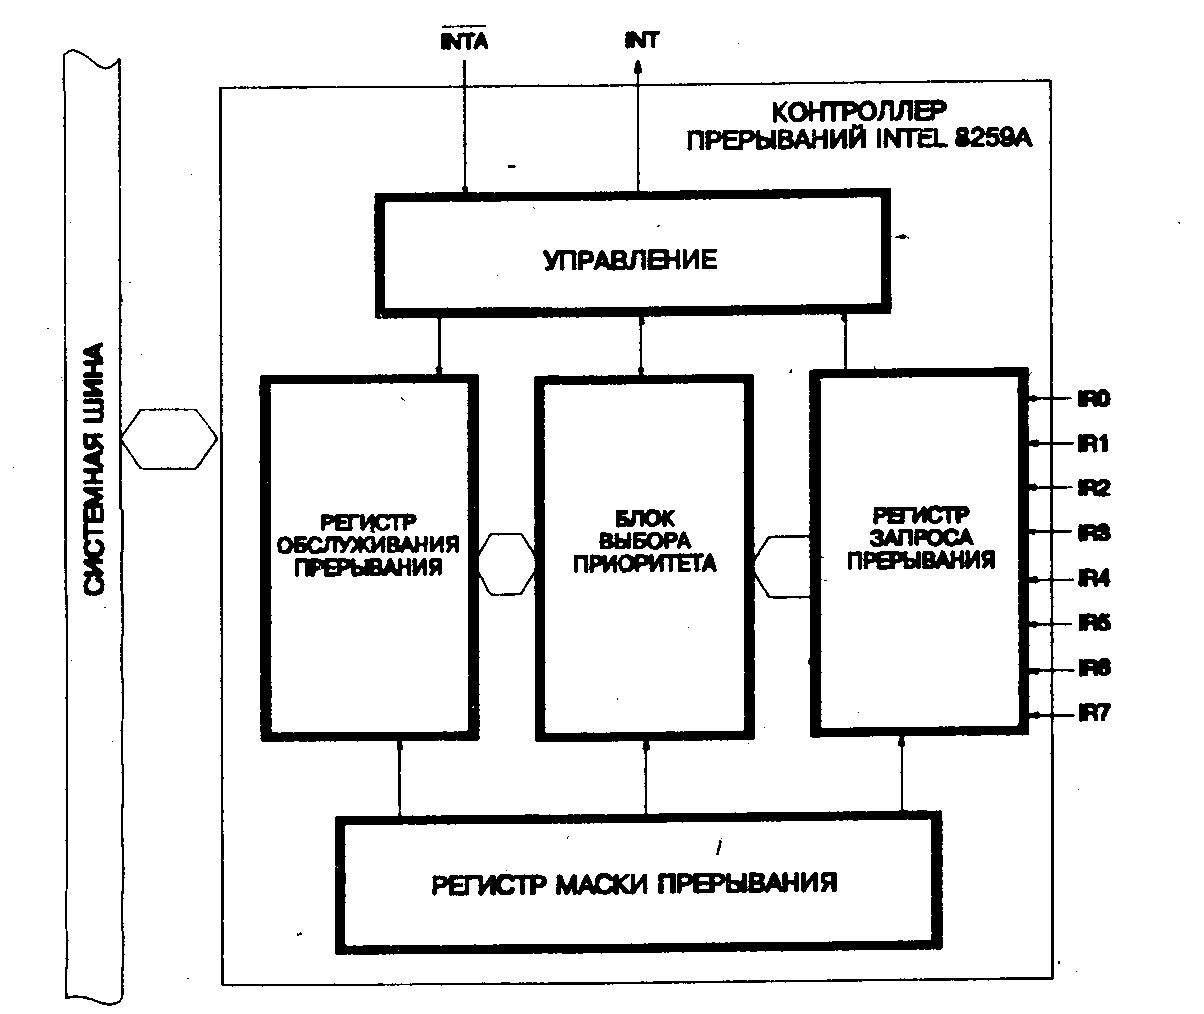 INTA
INT
КОНТРОЛЛЕР
ПРЕРЫВАНИЙ INTEL 8259A
УПРАВЛЕНИЕ
СИСТЕМНАЯ ШИНА
РЕГИСТР
ОБСЛУЖИВАНИЯ
ПРЕРЫВАНИЯ
БЛОК
ВЫБОРА
ПРИОРИТЕТА
РЕГИСТР
ЗАПРОСА
ПРЕРЫВАНИЯ
IR0
IR1
IR2
IR3
IR4
IR5
IR6
IR7
РЕГИСТР МАСКИ ПРЕРЫВАНИЯ